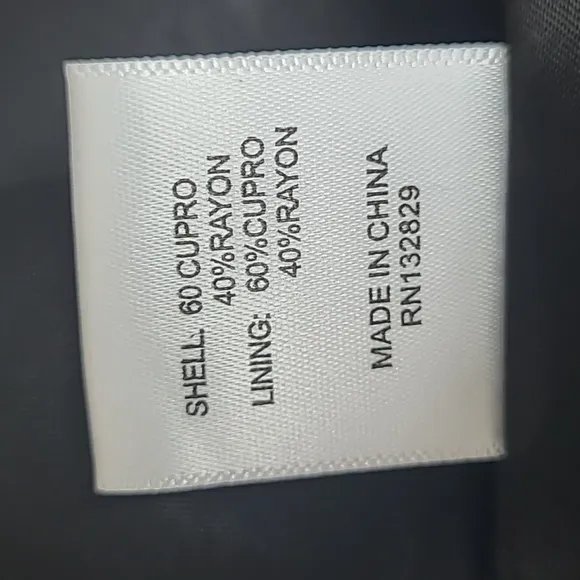 SHELL. 60 CUPRO
40%RAYON
LINING: 60%CUPRO
40%RAYON
MADE IN CHINA
RN132829